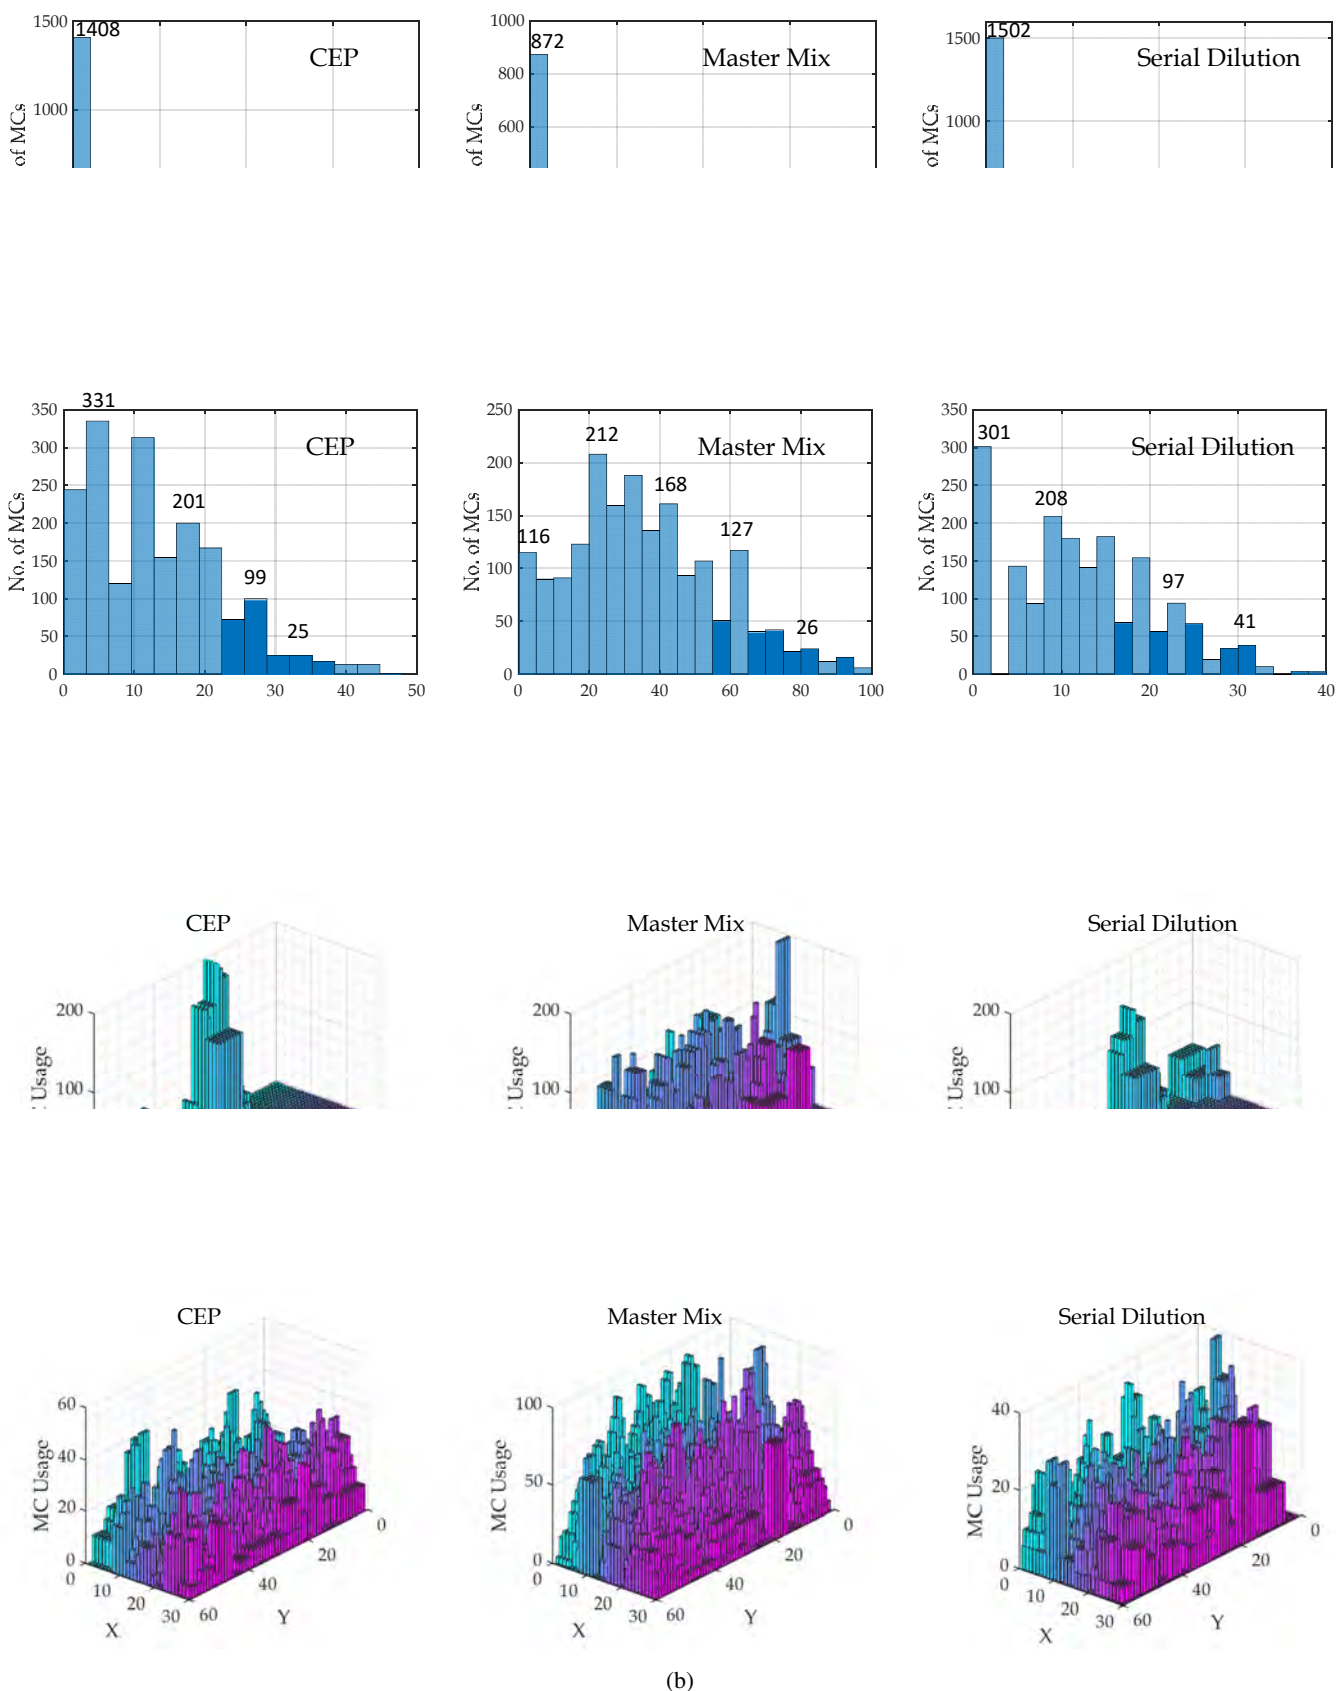 1500
1408
CEP
1000
of MCs
1000
872
Master Mix
800
600
of MCs
1500
1502
Serial Dilution
1000
of MCs
350
331
CEP
300
250
201
200
150
99
100
25
50
0
No. of MCs
0 10 20 30 40 50
250
212
Master Mix
200
168
150
127
116
100
50
26
0
No. of MCs
0 20 40 60 80 100
350
301
Serial Dilution
300
250
208
200
150
97
100
41
50
0
No. of MCs
0 10 20 30 40
CEP
200
100
Usage
Master Mix
200
100
Usage
Serial Dilution
200
100
Usage
CEP
60
40
20
0
MC Usage
0 10 20 30
X
60 40 20 0
Y
Master Mix
100
50
0
MC Usage
0 10 20 30
X
60 40 20 0
Y
Serial Dilution
40
20
0
MC Usage
0 10 20 30
X
60 40 20 0
Y
(b)